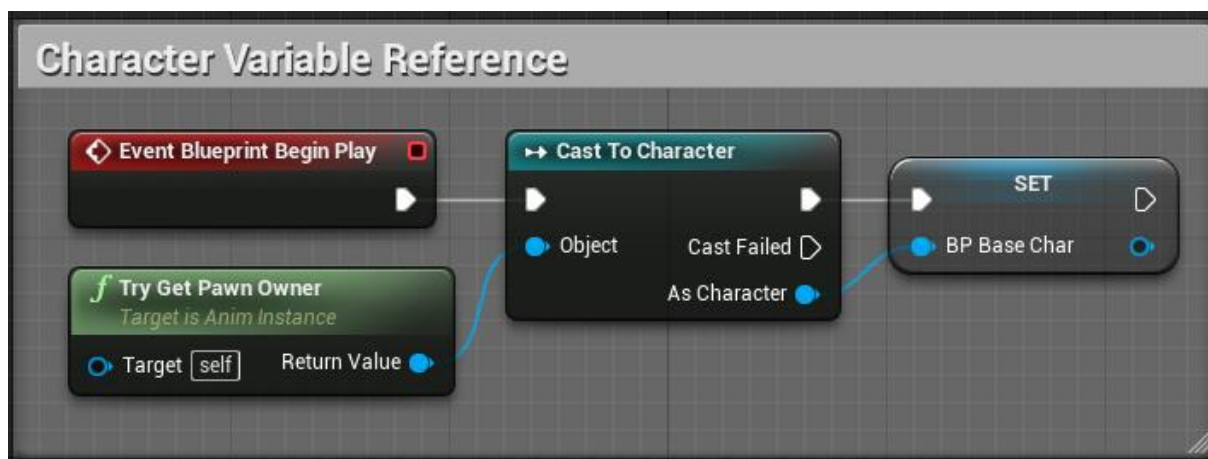 Character Variable Reference
Event Blueprint Begin Play
Cast To Character
SET
Object
Cast Failed
BP Base Char
As Character
f Try Get Pawn Owner
Target is Anim Instance
Target self
Return Value